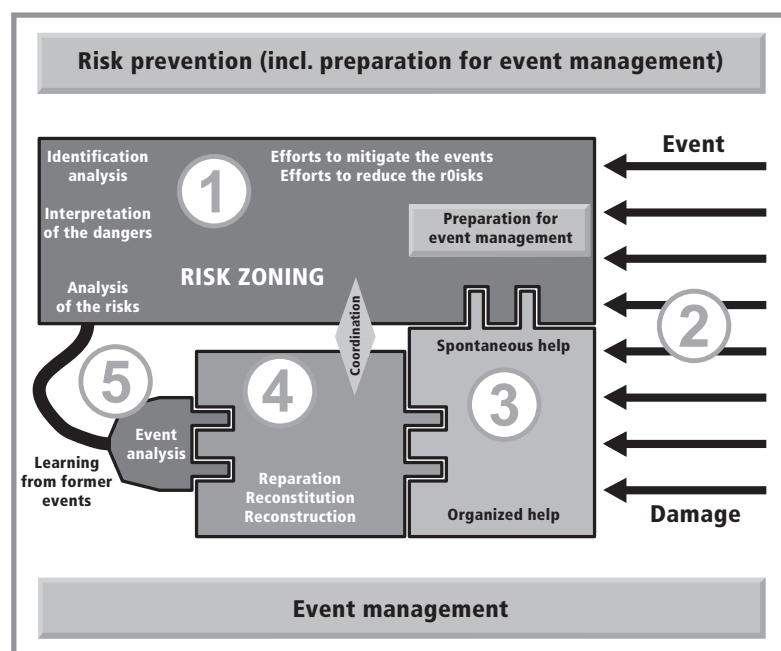 Risk prevention (incl. preparation for event management)
Identification
analysis
1
Efforts to mitigate the events
Efforts to reduce the r0isks
Event
Interpretation
of the dangers
Preparation for
event management
Analysis
of the risks
RISK ZONING
Coordination
2
Spontaneous help
5
4
3
Event
analysis
Learning
from former
events
Reparation
Reconstitution
Reconstruction
Organized help
Damage
Event management